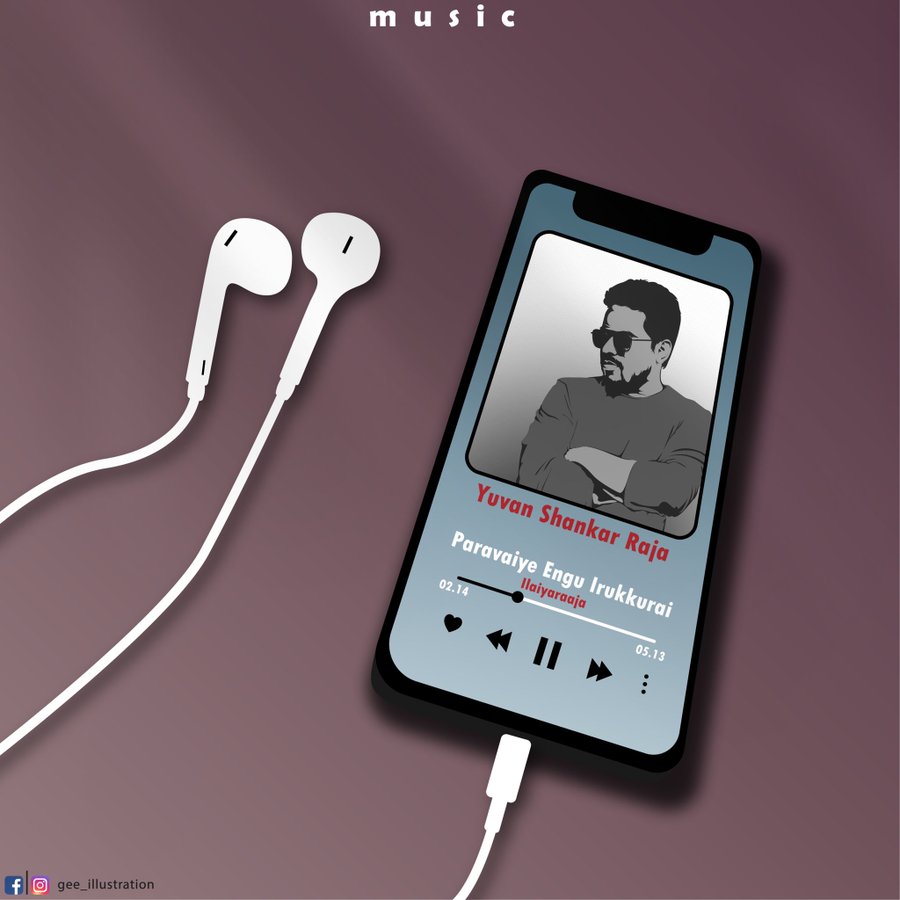 music
Yuvan Shankar Raja
Paravaiye Engu Irukkurai
Ilaiyaraaja
02.14
05.13
gee_illustration